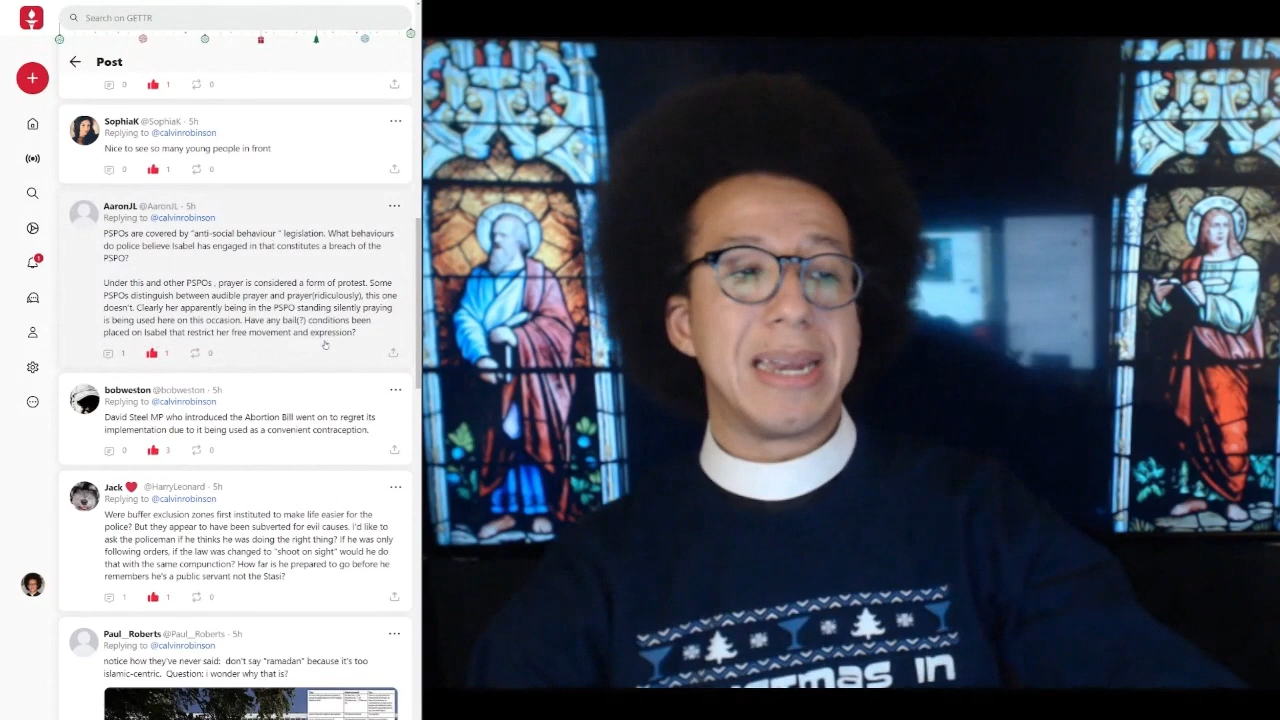 Search on GETTR
Post
0 1 0
SophiaK @SophiaK · 5h
Replying to @calvinrobinson
Nice to see so many young people in front
0 1 0
AaronJL @AaronJL · 5h
Replying to @calvinrobinson
PSPOs are covered by "anti-social behaviour " legislation. What behaviours
do police believe Isabel has engaged in that constitutes a breach of the
PSPO?
Under this and other PSPOs , prayer is considered a form of protest. Some
PSPOs distinguish between audible prayer and prayer(ridiculously), this one
doesn't. Clearly her apparently being in the PSPO standing silently praying
is being used here on this occasion. Have any bail(?) conditions been
placed on Isabel that restrict her free movement and expression?
1 1 0
bobweston @bobweston · 5h
Replying to @calvinrobinson
David Steel MP who introduced the Abortion Bill went on to regret its
implementation due to it being used as a convenient contraception.
0 3 0
Jack ❤️ @HarryLeonard · 5h
Replying to @calvinrobinson
Were buffer exclusion zones first instituted to make life easier for the
police? But they appear to have been subverted for evil causes. I'd like to
ask the policeman if he thinks he was doing the right thing? If he was only
following orders, if the law was changed to "shoot on sight" would he do
that with the same compunction? How far is he prepared to go before he
remembers he's a public servant not the Stasi?
1 1 0
Paul__Roberts @Paul__Roberts · 5h
Replying to @calvinrobinson
notice how they've never said: don't say "ramadan" because it's too
islamic-centric. Question: i wonder why that is?
IN